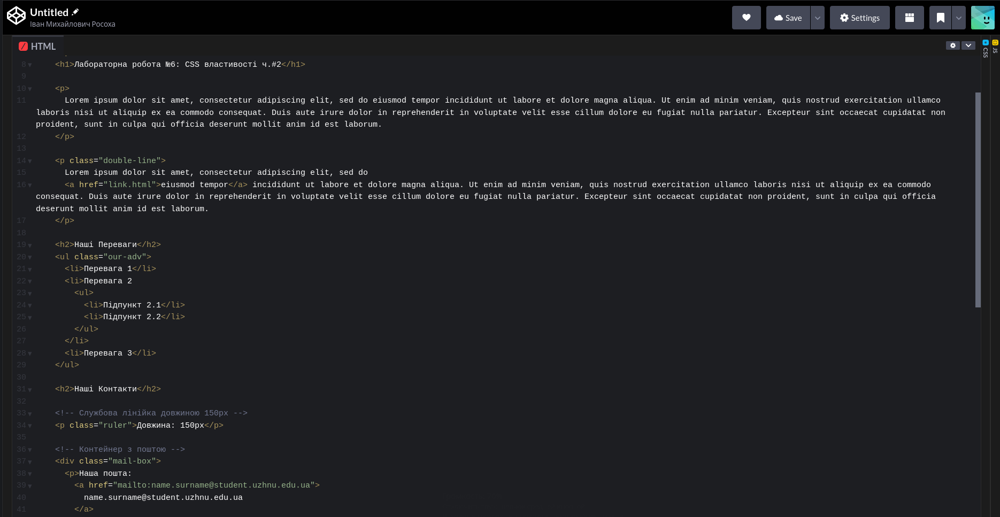 Untitled
Іван Михайлович Росоха
Save
Settings
HTML
CSS
JS
8 <h1>Лабораторна робота №6: CSS властивості ч.#2</h1>
9
10 <p>
11 Lorem ipsum dolor sit amet, consectetur adipiscing elit, sed do eiusmod tempor incididunt ut labore et dolore magna aliqua. Ut enim ad minim veniam, quis nostrud exercitation ullamco
laboris nisi ut aliquip ex ea commodo consequat. Duis aute irure dolor in reprehenderit in voluptate velit esse cillum dolore eu fugiat nulla pariatur. Excepteur sint occaecat cupidatat non
proident, sunt in culpa qui officia deserunt mollit anim id est laborum.
12 </p>
13
14 <p class="double-line">
15 Lorem ipsum dolor sit amet, consectetur adipiscing elit, sed do
16 <a href="link.html">eiusmod tempor</a> incididunt ut labore et dolore magna aliqua. Ut enim ad minim veniam, quis nostrud exercitation ullamco laboris nisi ut aliquip ex ea commodo
consequat. Duis aute irure dolor in reprehenderit in voluptate velit esse cillum dolore eu fugiat nulla pariatur. Excepteur sint occaecat cupidatat non proident, sunt in culpa qui officia
deserunt mollit anim id est laborum.
17 </p>
18
19 <h2>Наші Переваги</h2>
20 <ul class="our-adv">
21 <li>Перевага 1</li>
22 <li>Перевага 2
23 <ul>
24 <li>Підпункт 2.1</li>
25 <li>Підпункт 2.2</li>
26 </ul>
27 </li>
28 <li>Перевага 3</li>
29 </ul>
30
31 <h2>Наші Контакти</h2>
32
33 <!-- Службова лінійка довжиною 150px -->
34 <p class="ruler">Довжина: 150px</p>
35
36 <!-- Контейнер з поштою -->
37 <div class="mail-box">
38 <p>Наша пошта:
39 <a href="mailto:name.surname@student.uzhnu.edu.ua">
40 name.surname@student.uzhnu.edu.ua
41 </a>